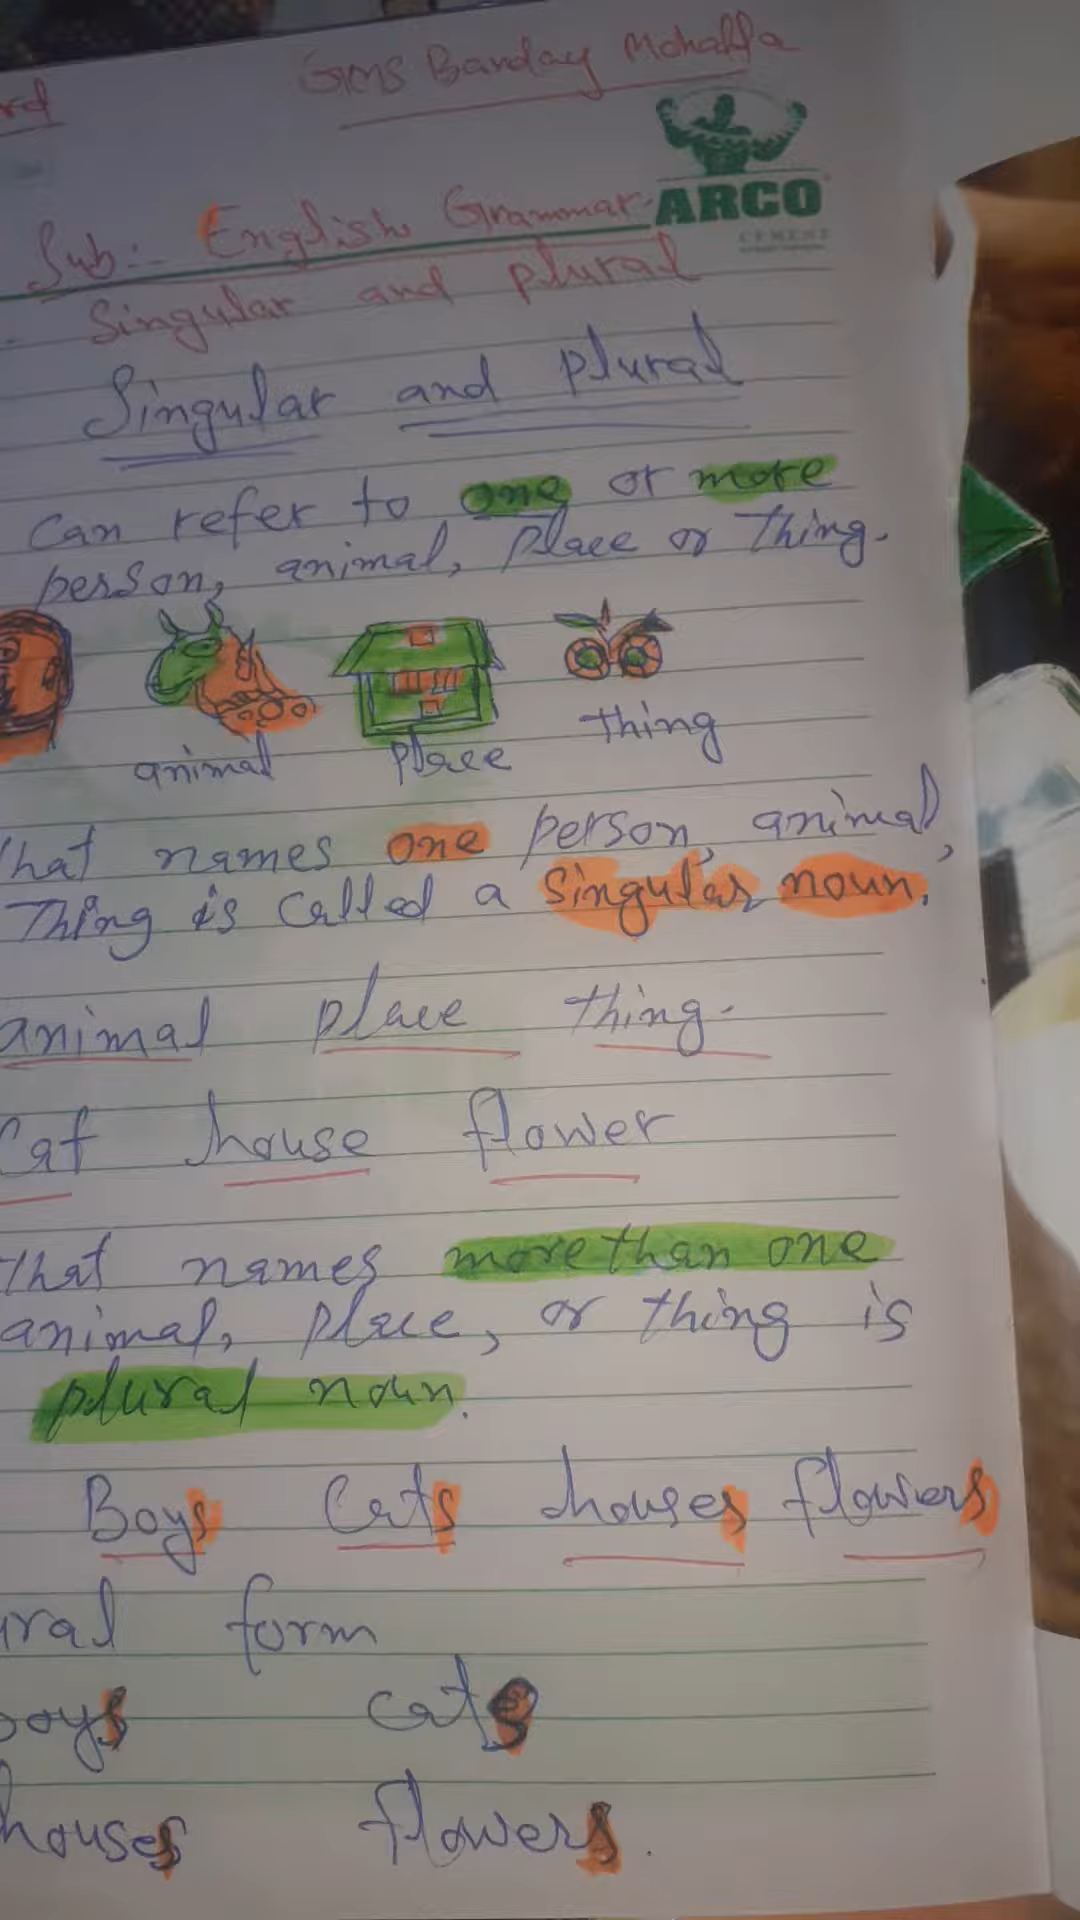 rd GMS Banday Mohalla
ARCO
CEMENT
Sub:- English Grammar
Singular and plural
Singular and plural
Can refer to one or more
person, animal, place or thing.
animal place thing
that names one person, animal,
Thing is called a singular noun.
animal place thing.
Cat house flower
that names more than one
animal, place, or thing is
plural noun.
Boys Cats houses flowers
ural form
boys cats
houses flowers.